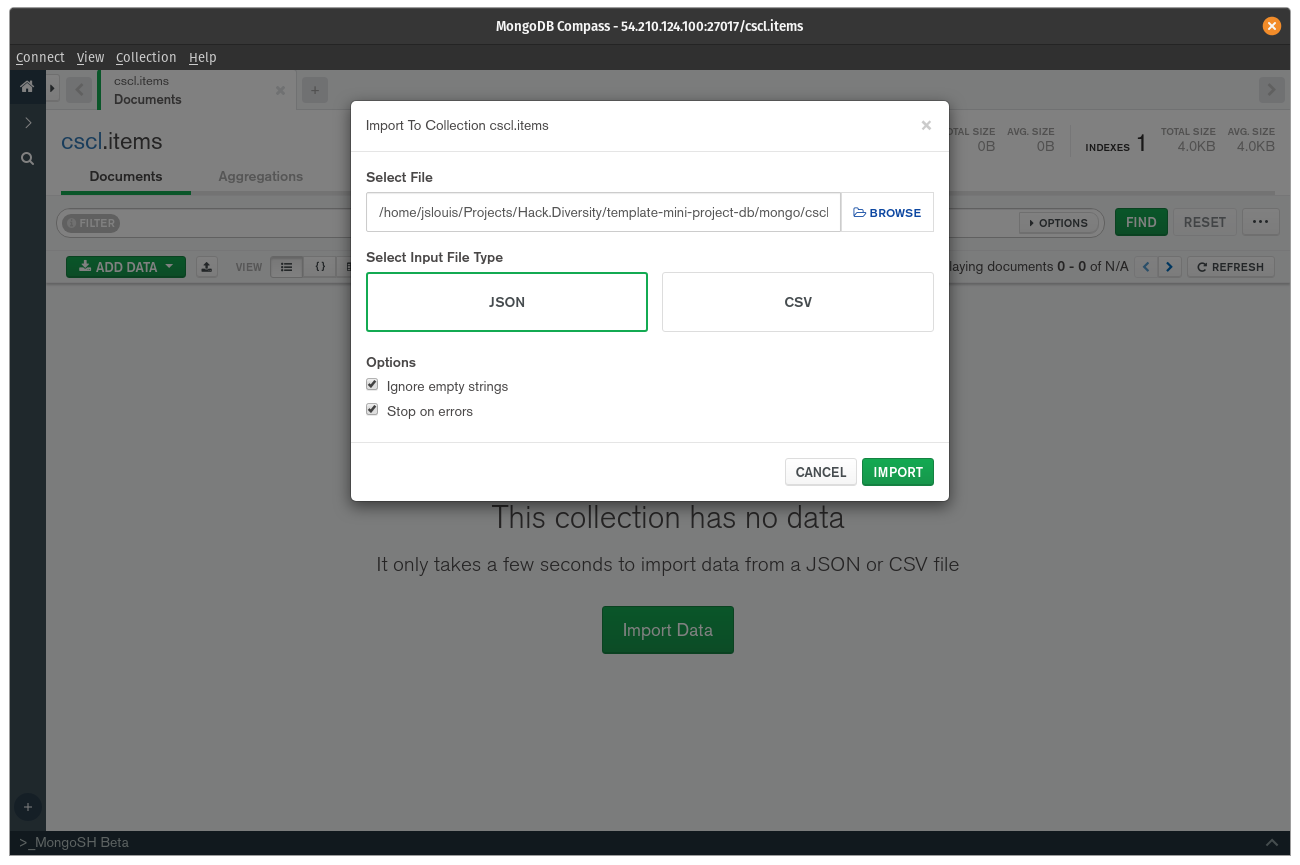 MongoDB Compass - 54.210.124.100:27017/cscl.items
Connect View Collection Help
cscl.items
Documents
cscl.items
TOTAL SIZE AVG. SIZE
0B 0B
INDEXES 1
TOTAL SIZE AVG. SIZE
4.0KB 4.0KB
Documents Aggregations
FILTER
OPTIONS FIND RESET
ADD DATA VIEW { }
documents 0 - 0 of N/A REFRESH
Import To Collection cscl.items
Select File
/home/jslouis/Projects/Hack.Diversity/template-mini-project-db/mongo/cscl
BROWSE
Select Input File Type
JSON CSV
Options
Ignore empty strings
Stop on errors
CANCEL IMPORT
This collection has no data
It only takes a few seconds to import data from a JSON or CSV file
Import Data
>_MongoSH Beta